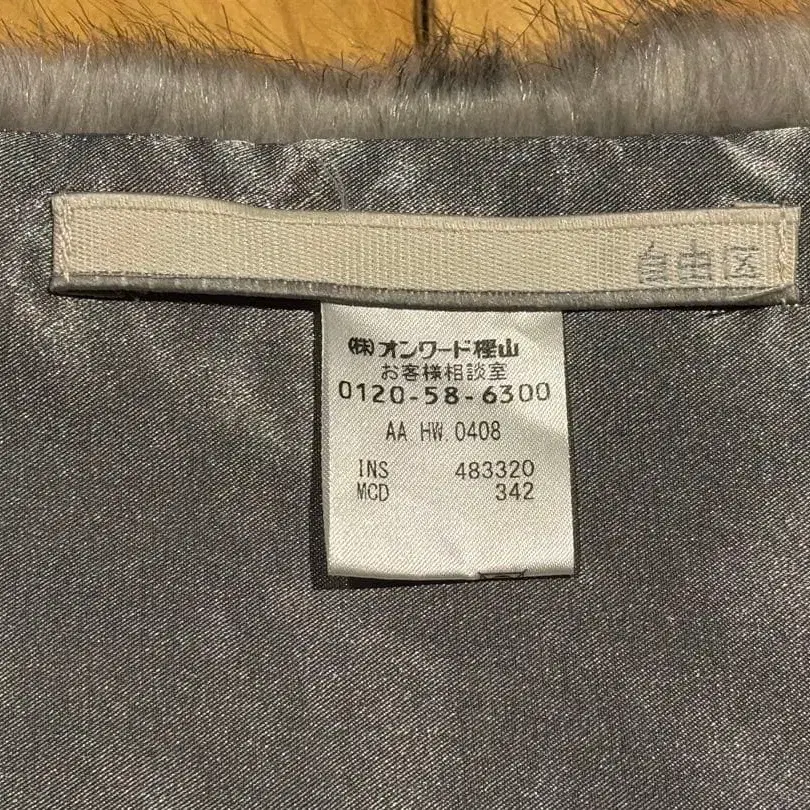 自由区
㈱オンワード樫山
お客様相談室
0120-58-6300
AA HW 0408
INS 483320
MCD 342